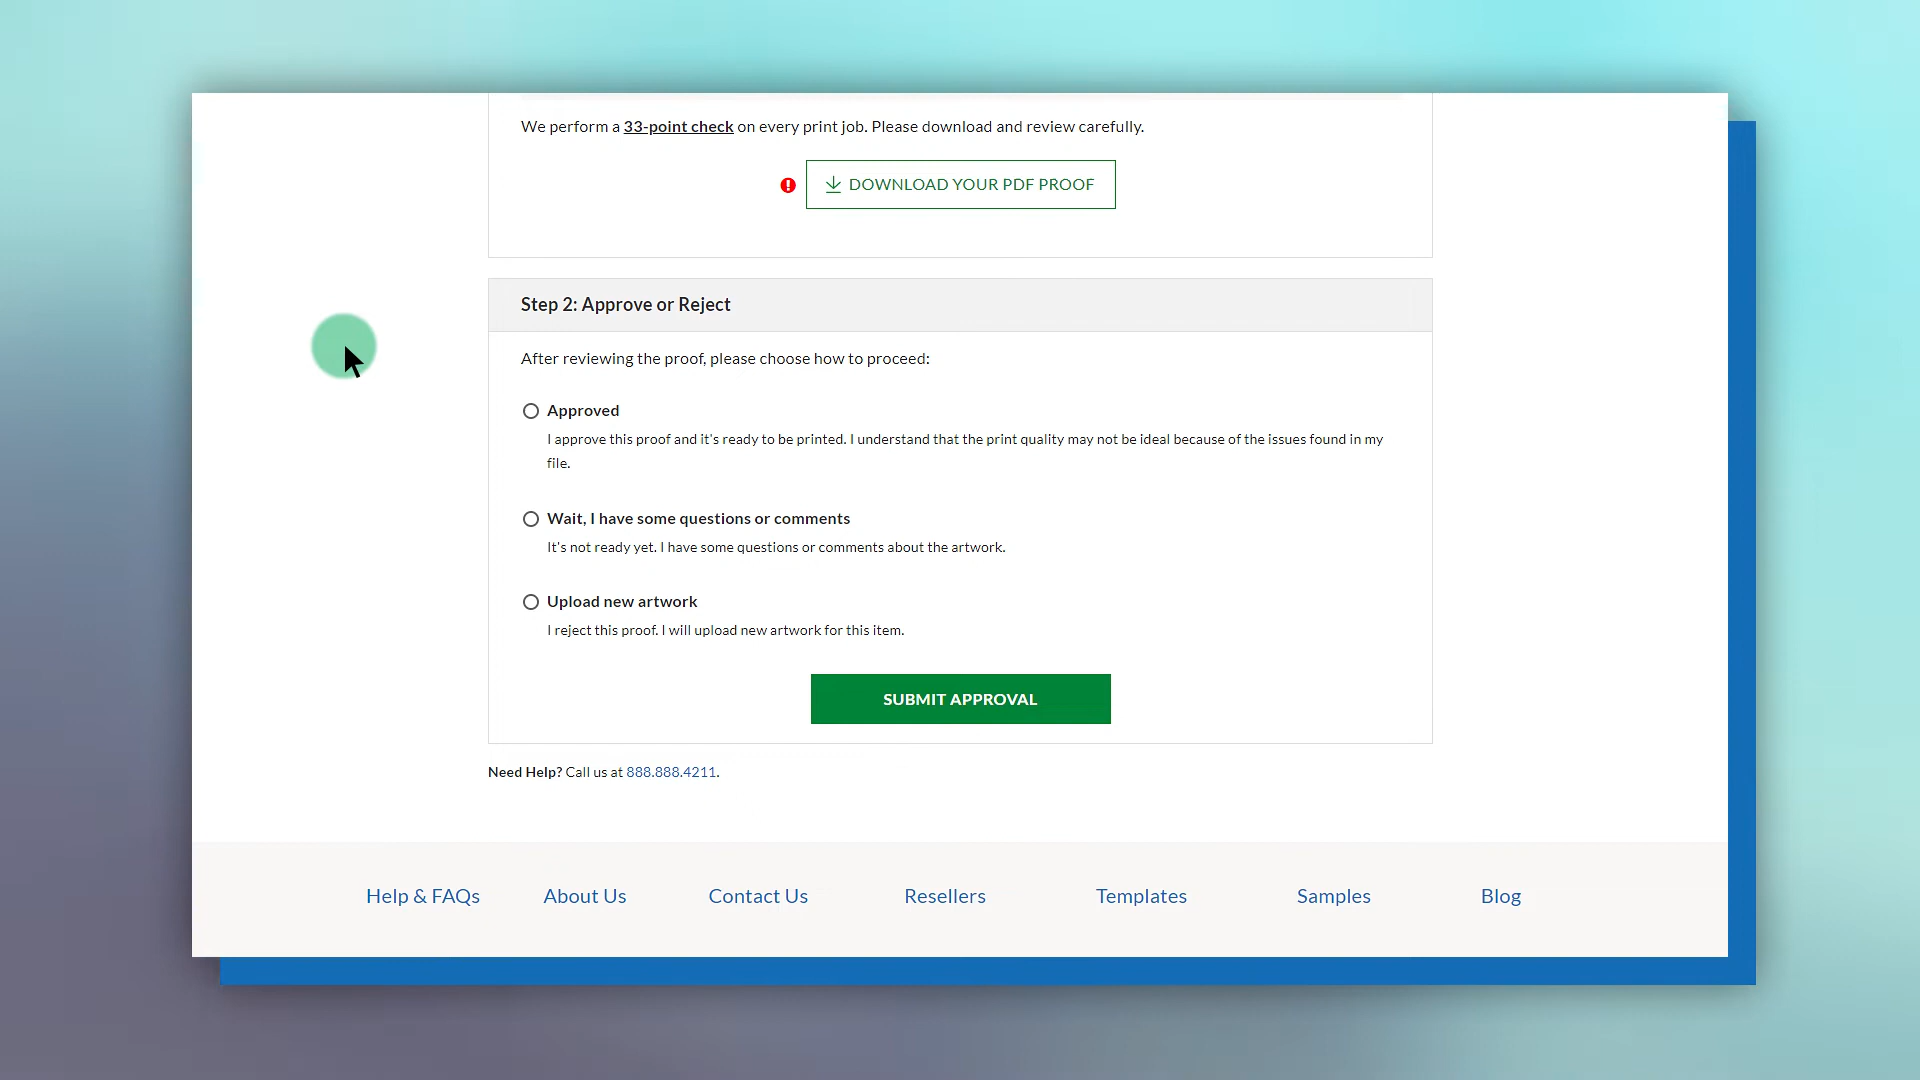 We perform a 33-point check on every print job. Please download and review carefully.
DOWNLOAD YOUR PDF PROOF
Step 2: Approve or Reject
After reviewing the proof, please choose how to proceed:
Approved
I approve this proof and it's ready to be printed. I understand that the print quality may not be ideal because of the issues found in my
file.
Wait, I have some questions or comments
It's not ready yet. I have some questions or comments about the artwork.
Upload new artwork
I reject this proof. I will upload new artwork for this item.
SUBMIT APPROVAL
Need Help? Call us at 888.888.4211.
Help & FAQs About Us Contact Us Resellers Templates Samples Blog